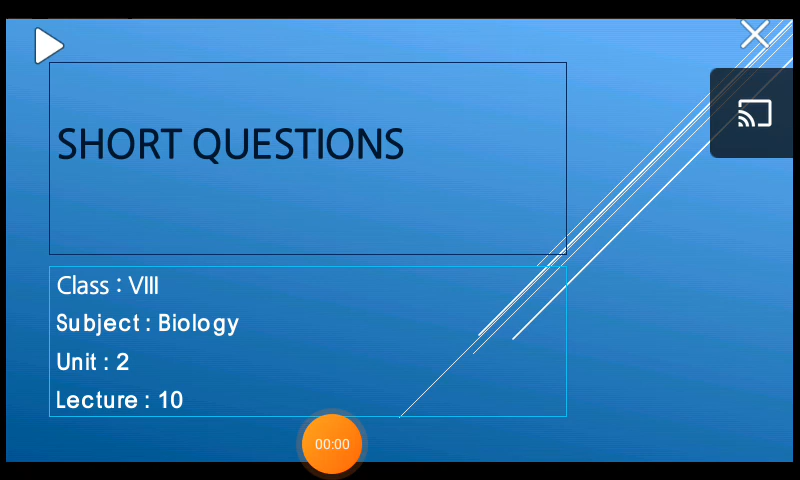 SHORT QUESTIONS
Class : VIII
Subject : Biology
Unit : 2
Lecture : 10
00:00